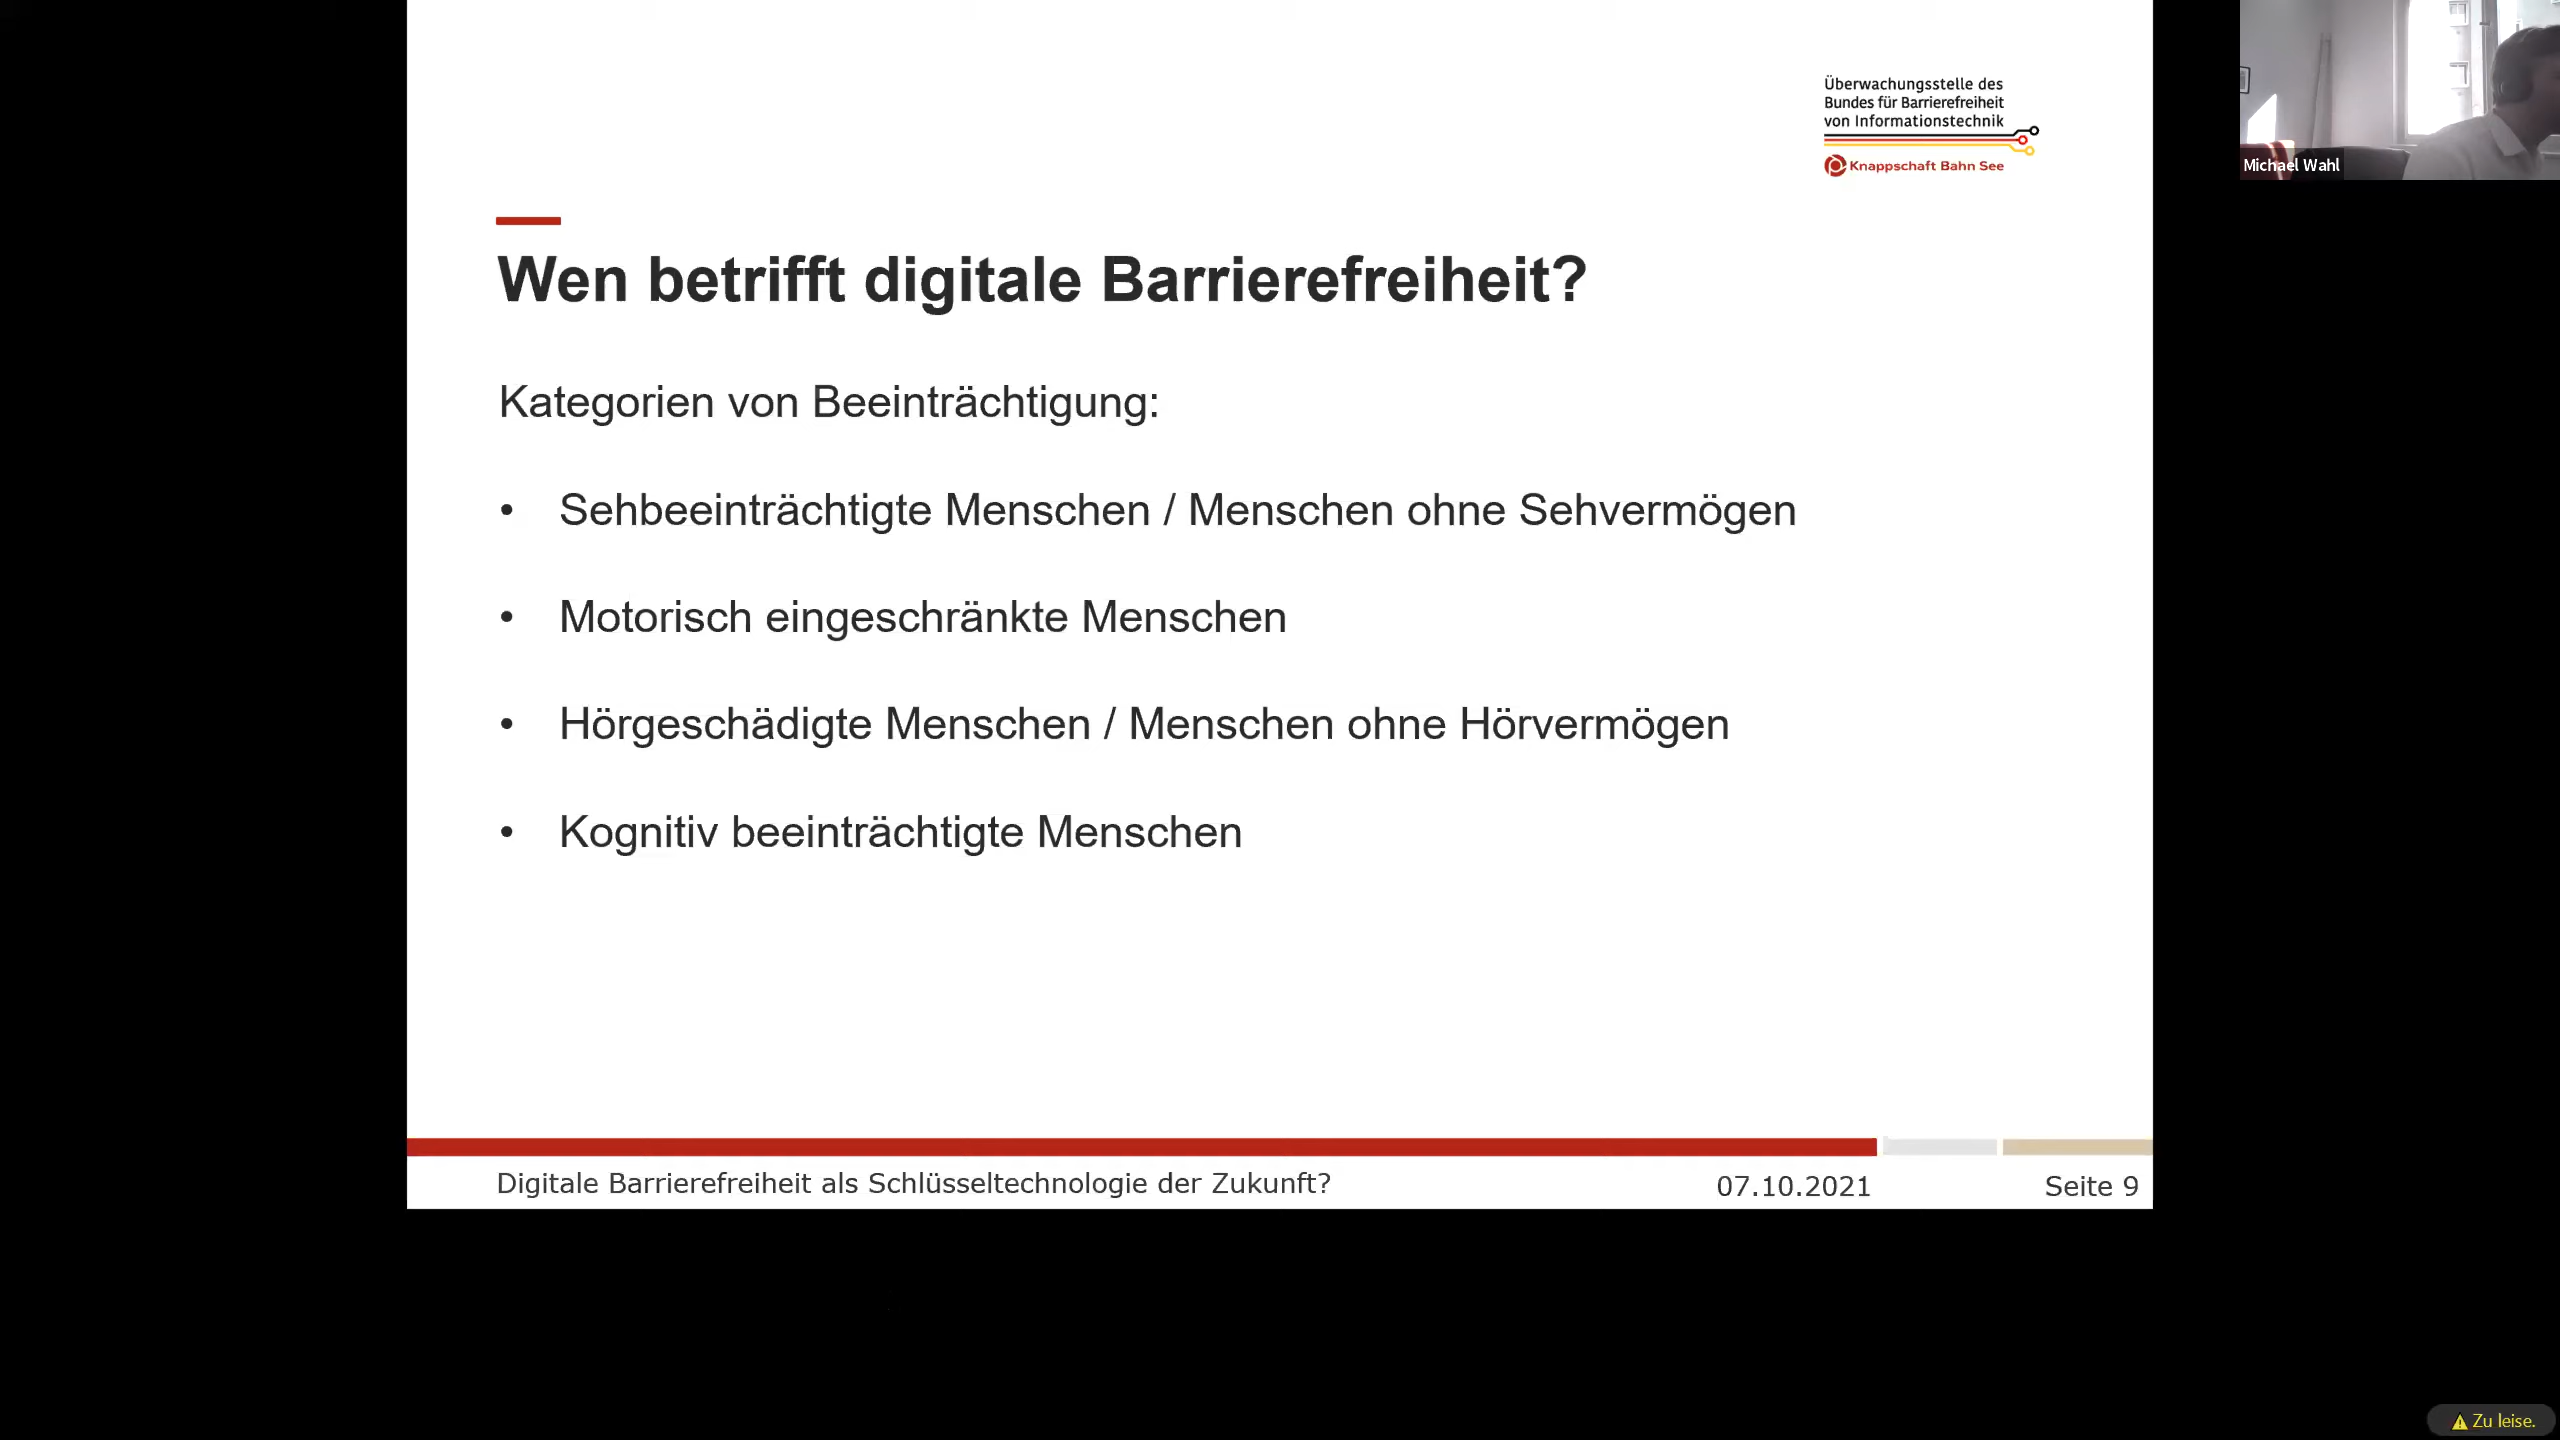 Überwachungsstelle des
Bundes für Barrierefreiheit
von Informationstechnik
Knappschaft Bahn See
Michael Wahl
Wen betrifft digitale Barrierefreiheit?
Kategorien von Beeinträchtigung:
• Sehbeeinträchtigte Menschen / Menschen ohne Sehvermögen
• Motorisch eingeschränkte Menschen
• Hörgeschädigte Menschen / Menschen ohne Hörvermögen
• Kognitiv beeinträchtigte Menschen
Digitale Barrierefreiheit als Schlüsseltechnologie der Zukunft? 07.10.2021 Seite 9
Zu leise.